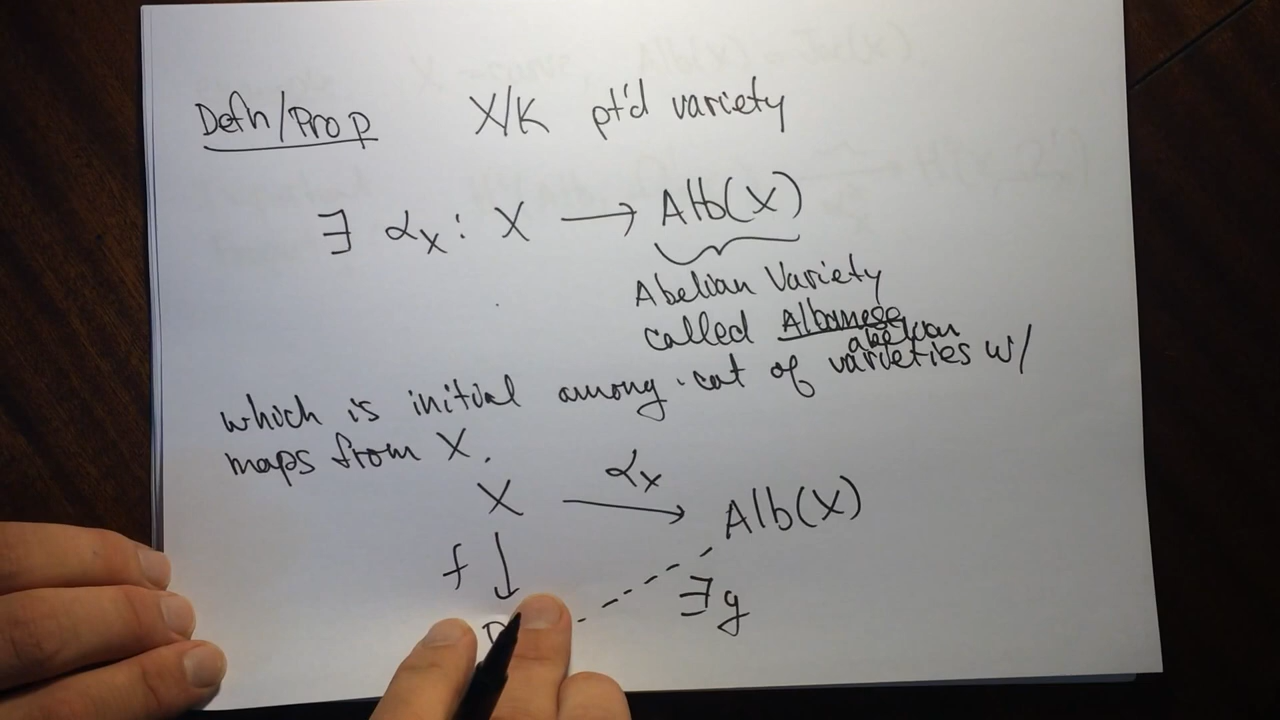 Defn/Prop X/K pt'd variety
∃ α_X : X → Alb(X)
Abelian Variety
called Albanese
abelian
which is initial among cat of varieties w/
maps from X.
X α_X Alb(X)
f ∃g